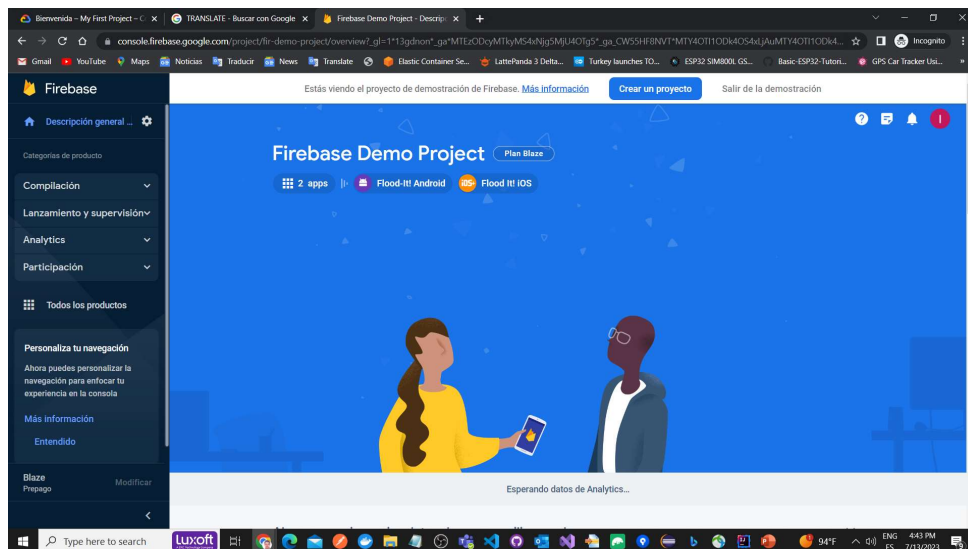 Bienvenida – My First Project – C
TRANSLATE - Buscar con Google
Firebase Demo Project - Descripc
console.firebase.google.com/project/fir-demo-project/overview?_gl=1*13gdnon*_ga*
Incognito
Gmail
YouTube
Maps
Noticias
Traducir
News
Translate
Elastic Container Se...
LattePanda 3 Delta...
Turkey launches TO...
ESP32 SIM800L GS...
Basic-ESP32-Tutori...
GPS Car Tracker Usi...
»
Firebase
Estás viendo el proyecto de demostración de Firebase. Más información
Crear un proyecto
Salir de la demostración
Descripción general ...
I
Categorías de producto
Firebase Demo Project
Plan Blaze
Compilación
2 apps
Flood-It! Android
iOS+
Flood It! iOS
Lanzamiento y supervisión
Analytics
Participación
Todos los productos
Personaliza tu navegación
Ahora puedes personalizar la
navegación para enfocar tu
experiencia en la consola
Más información
Entendido
Blaze
Prepago
Modificar
Esperando datos de Analytics...
Type here to search
Luxoft
94°F
ENG
ES
4:43 PM
7/13/2023